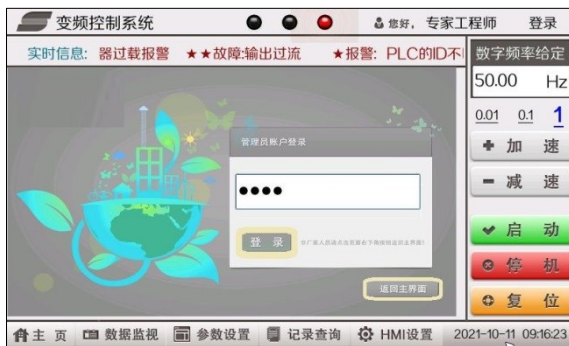 变频控制系统
您好，专家工程师
登录
实时信息: 器过载报警 ★★故障:输出过流 ★报警: PLC的ID不
数字频率给定
50.00 Hz
0.01 0.1 1
加 速
减 速
启 动
停 机
复 位
管理员账户登录
●●●●
登 录
返回主界面
主 页 数据监视 参数设置 记录查询 HMI设置 2021-10-11 09:16:23